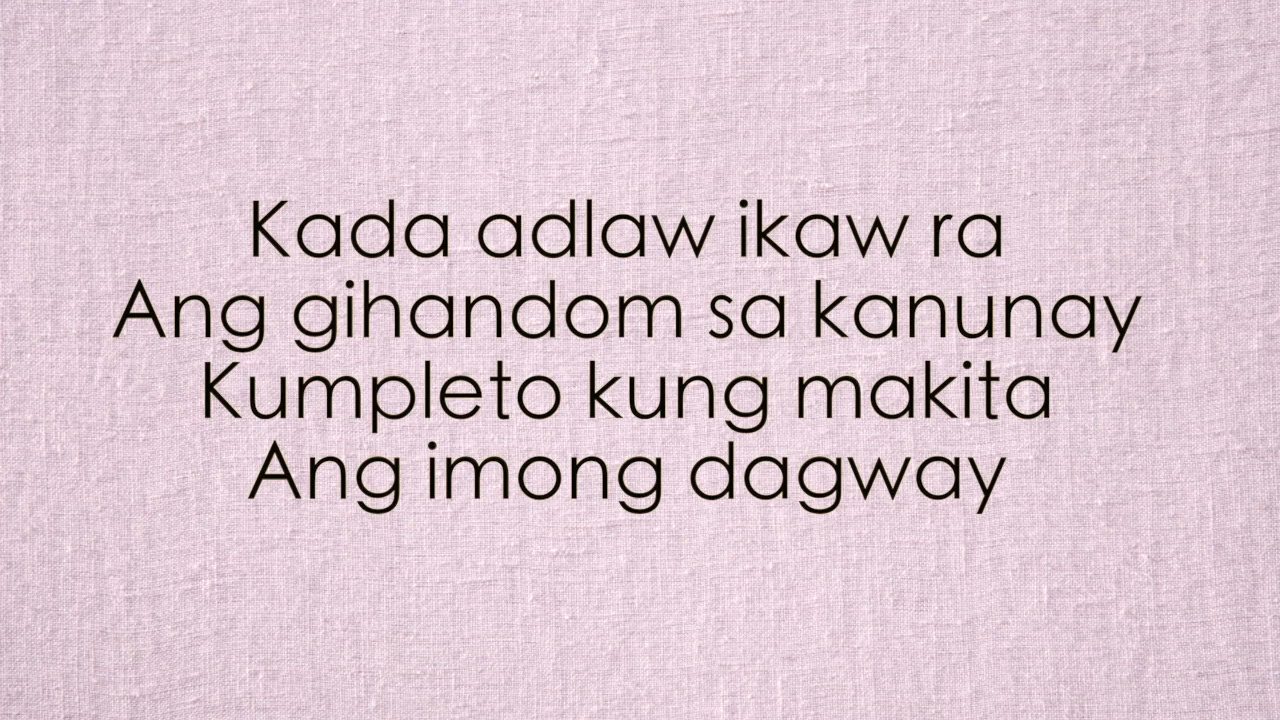 Kada adlaw ikaw ra
Ang gihandom sa kanunay
Kumpleto kung makita
Ang imong dagway